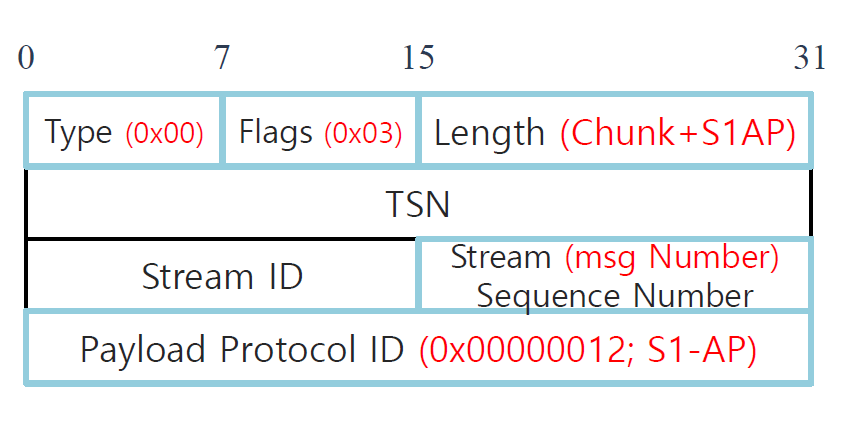 0 7 15 31
Type (0x00) Flags (0x03) Length (Chunk+S1AP)
TSN
Stream ID Stream (msg Number)
Sequence Number
Payload Protocol ID (0x00000012; S1-AP)